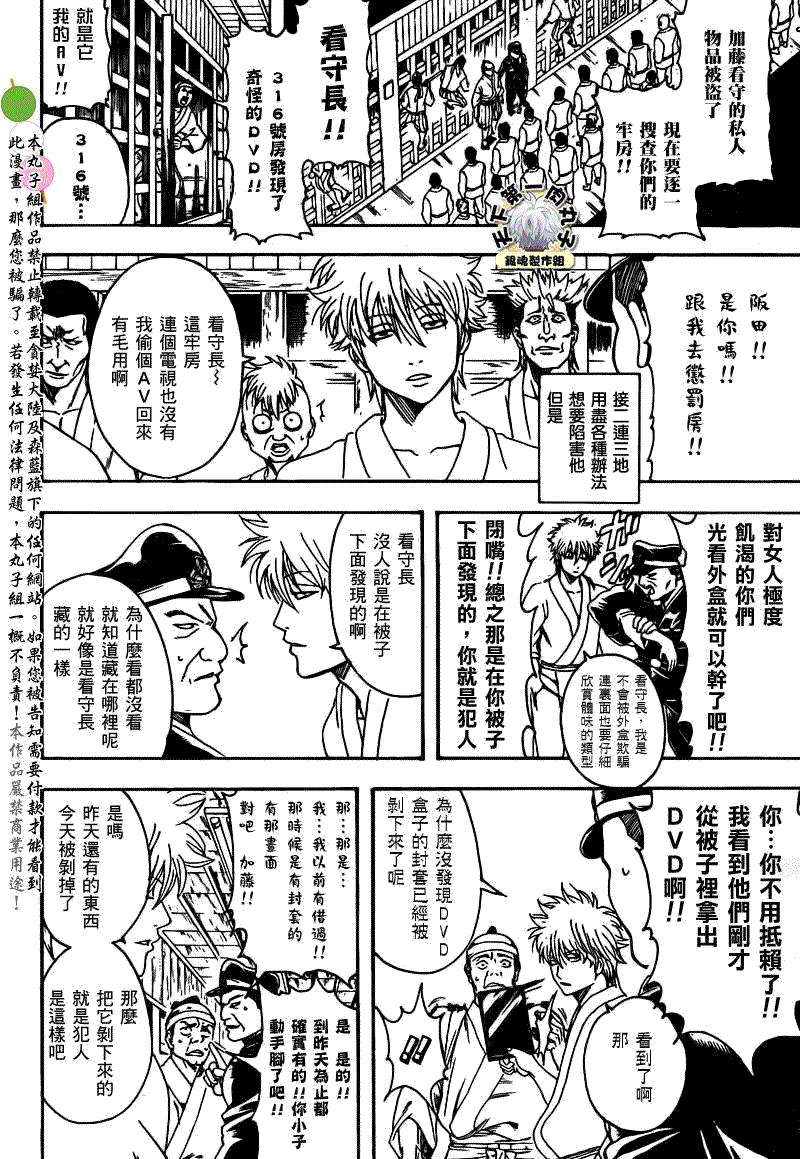 加藤看守的私人
物品被盜了
現在要逐一
搜查你們的
牢房!!
看守長!!
316號房發現了
奇怪的DVD!!
就是它
我的AV!!
316號…
天下第一肉丸子
銀魂製作組
阪田!!
是你嗎!!
跟我去懲罰房!!
接二連三地
用盡各種辦法
想要陷害他
但是
看守長~
這牢房
連個電視也沒有
我偷個AV回來
有毛用啊
對女人極度
飢渴的你們
光看外盒就可以幹了吧!!
看守長，我是
不會被外盒欺騙
連裏面也要仔細
欣賞體味的類型
閉嘴!!總之那是在你被子
下面發現的，你就是犯人
看守長
沒人說是在被子
下面發現的啊
為什麼看都沒看
就知道藏在哪裡呢
就好像是看守長
藏的一樣
你…你不用抵賴了!!
我看到他們剛才
從被子裡拿出
DVD啊!!
看到了啊
那
為什麼沒發現DVD
盒子的封套已經被
剝下來了呢
那…那是…
我…我以前有借過!!
那時候是有封套的
有那畫面
對吧 加藤!!
是 是的!!
到昨天為止都
確實有的!!你小子
動手腳了吧!!
是嗎
昨天還有的東西
今天被剝掉了
那麼
把它剝下來的
就是犯人
是這樣吧
本丸子組作品禁止轉載至貪婪大陸及森藍旗下的任何網站。如果您被告知需要付款才能看到
此漫畫，那麼您被騙了。若發生任何法律問題，本丸子組一概不負責！本作品嚴禁商業用途！